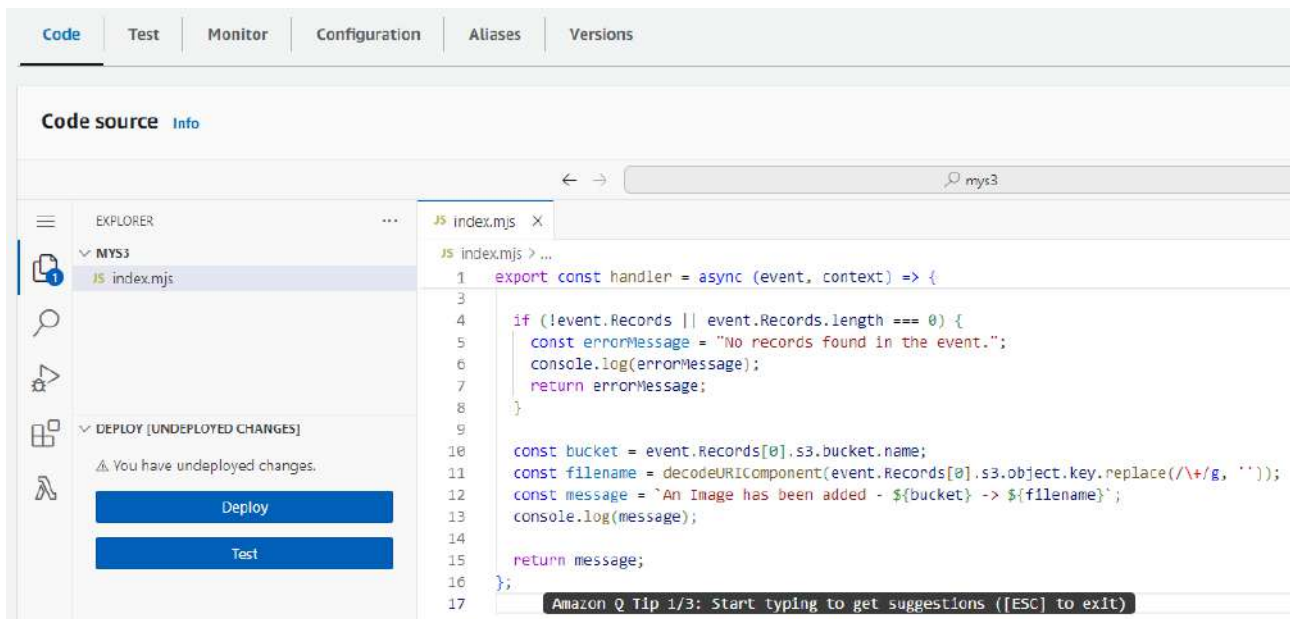 Code Test Monitor Configuration Aliases Versions
Code source Info
mys3
EXPLORER ...
JS index.mjs
MYS3
JS index.mjs > ...
1
JS index.mjs
1 export const handler = async (event, context) => {
3
4 if (!event.Records || event.Records.length === 0) {
5 const errorMessage = "No records found in the event.";
6 console.log(errorMessage);
7 return errorMessage;
8 }
9
DEPLOY [UNDEPLOYED CHANGES]
10 const bucket = event.Records[0].s3.bucket.name;
You have undeployed changes.
11 const filename = decodeURIComponent(event.Records[0].s3.object.key.replace(/\+/g, ''));
12 const message = `An Image has been added - ${bucket} -> ${filename}`;
Deploy
13 console.log(message);
14
Test
15 return message;
16 };
17
Amazon Q Tip 1/3: Start typing to get suggestions ([ESC] to exit)